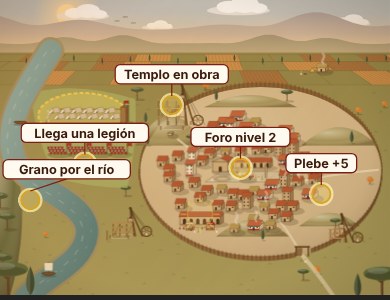 Templo en obra
Llega una legión
Foro nivel 2
Grano por el río
Plebe +5